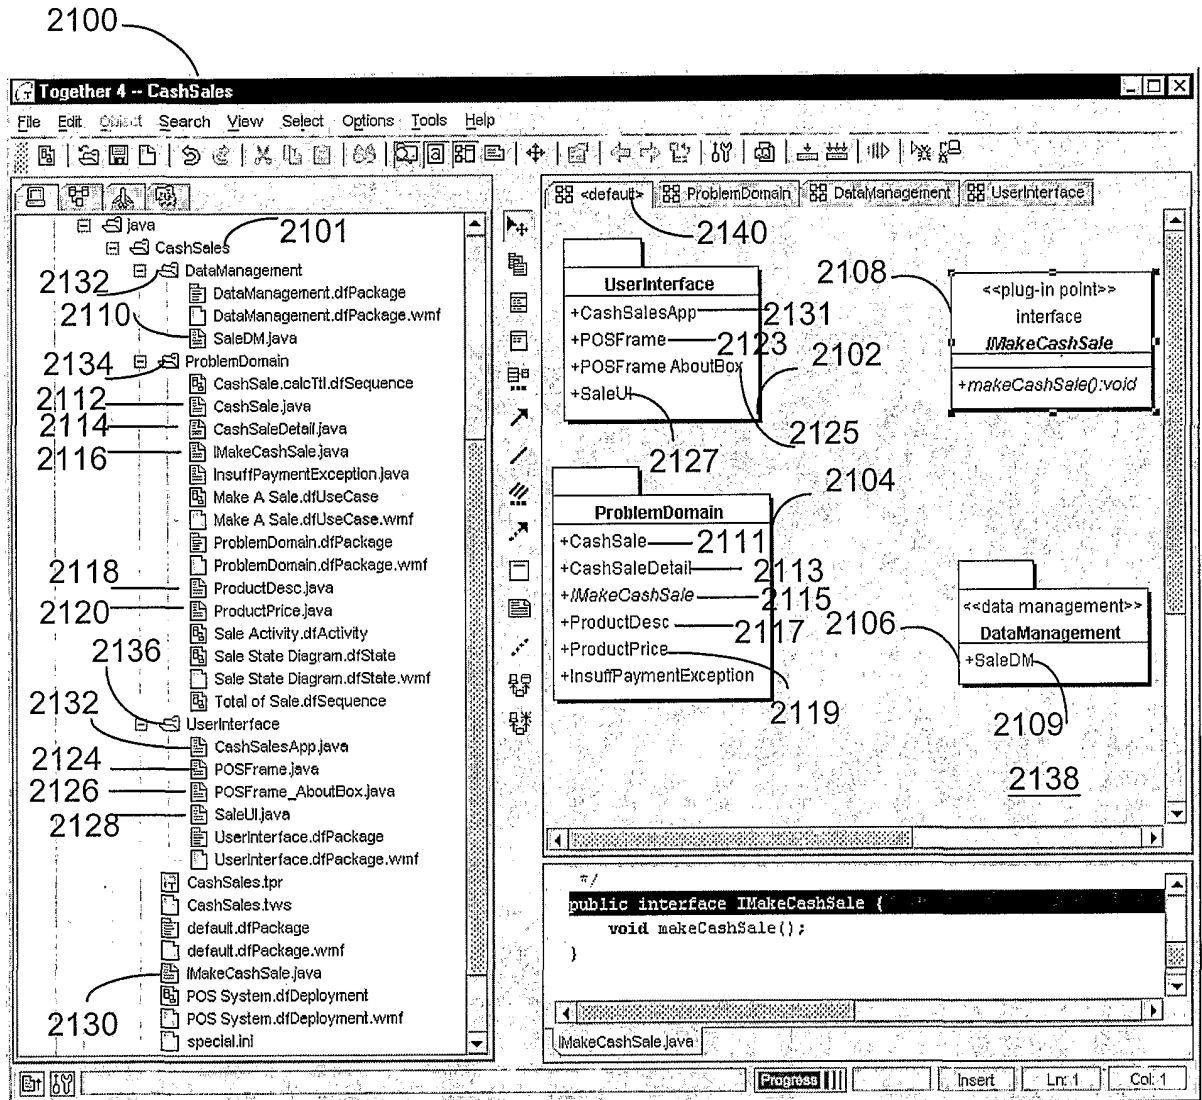 2100
Together 4 -- CashSales
File Edit Object Search View Select Options Tools Help
java
CashSales
2101
2132
DataManagement
DataManagement.dfPackage
DataManagement.dfPackage.wmf
2110
SaleDM.java
2134
ProblemDomain
CashSale.calcTtl.dfSequence
2112
CashSale.java
2114
CashSaleDetail.java
2116
IMakeCashSale.java
InsuffPaymentException.java
Make A Sale.dfUseCase
Make A Sale.dfUseCase.wmf
ProblemDomain.dfPackage
ProblemDomain.dfPackage.wmf
2118
ProductDesc.java
2120
ProductPrice.java
Sale Activity.dfActivity
Sale State Diagram.dfState
2136
Sale State Diagram.dfState.wmf
Total of Sale.dfSequence
2132
UserInterface
CashSalesApp.java
2124
POSFrame.java
2126
POSFrame_AboutBox.java
2128
SaleUI.java
UserInterface.dfPackage
UserInterface.dfPackage.wmf
CashSales.tpr
CashSales.tws
default.dfPackage
default.dfPackage.wmf
IMakeCashSale.java
POS System.dfDeployment
2130
POS System.dfDeployment.wmf
special.ini
<default> ProblemDomain DataManagement UserInterface
2140
UserInterface
+CashSalesApp 2131
+POSFrame 2123
+POSFrame AboutBox
+SaleUI
2102
2125
2127
2108
<<plug-in point>>
interface
IMakeCashSale
+makeCashSale():void
2104
ProblemDomain
+CashSale 2111
+CashSaleDetail 2113
+IMakeCashSale 2115
+ProductDesc 2117
+ProductPrice
+InsuffPaymentException
2119
2106
<<data management>>
DataManagement
+SaleDM
2109
2138
*/
public interface IMakeCashSale {
void makeCashSale();
}
IMakeCashSale.java
Progress Insert Ln: 1 Col: 1